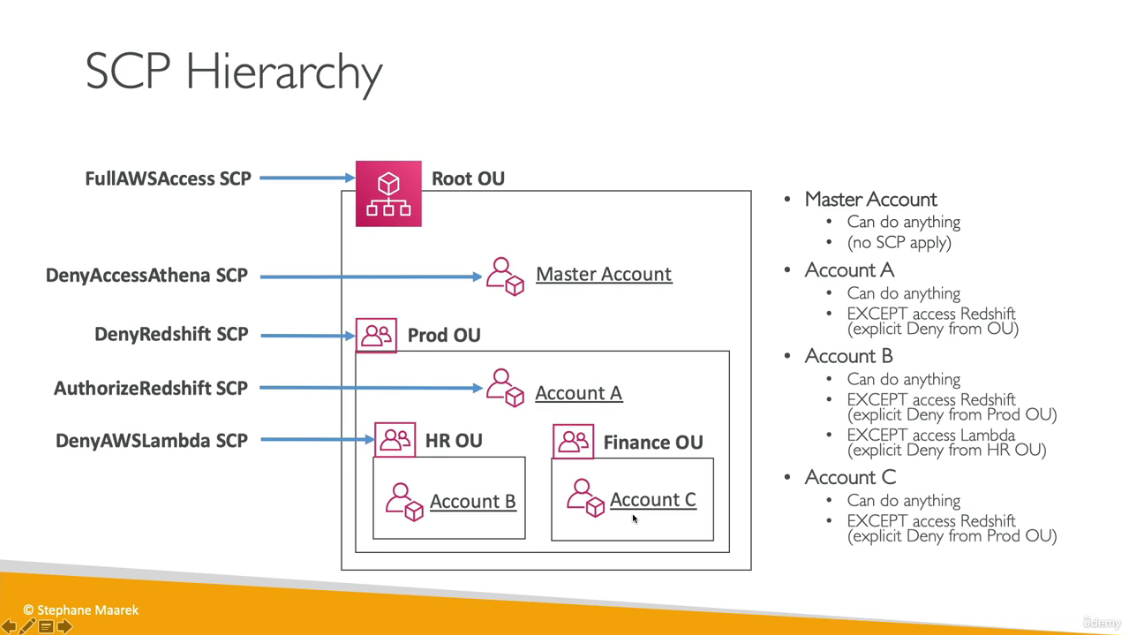 SCP Hierarchy
FullAWSAccess SCP
Root OU
DenyAccessAthena SCP
Master Account
DenyRedshift SCP
Prod OU
AuthorizeRedshift SCP
Account A
DenyAWSLambda SCP
HR OU
Finance OU
Account B
Account C
• Master Account
• Can do anything
• (no SCP apply)
• Account A
• Can do anything
• EXCEPT access Redshift
(explicit Deny from OU)
• Account B
• Can do anything
• EXCEPT access Redshift
(explicit Deny from Prod OU)
• EXCEPT access Lambda
(explicit Deny from HR OU)
• Account C
• Can do anything
• EXCEPT access Redshift
(explicit Deny from Prod OU)
© Stephane Maarek
ûdemy